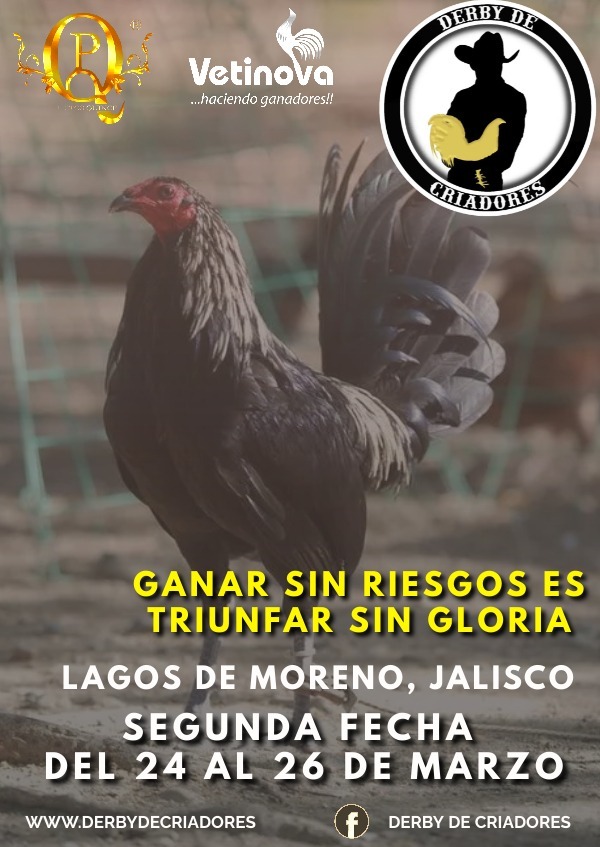 PQ
Vetinova
...haciendo ganadores!!
DERBY DE
CRIADORES
GANAR SIN RIESGOS ES
TRIUNFAR SIN GLORIA
LAGOS DE MORENO, JALISCO
SEGUNDA FECHA
DEL 24 AL 26 DE MARZO
WWW.DERBYDECRIADORES
f DERBY DE CRIADORES